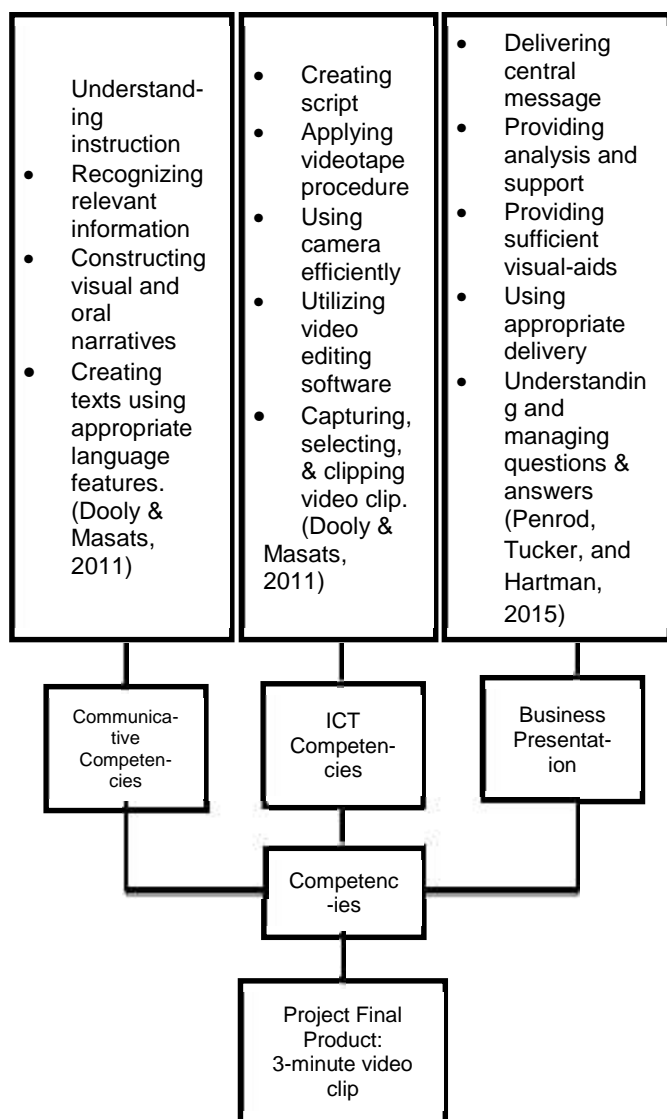 Understand-
ing
instruction
• Recognizing
relevant
information
• Constructing
visual and
oral
narratives
• Creating
texts using
appropriate
language
features.
(Dooly &
Masats,
2011)
• Creating
script
• Applying
videotape
procedure
• Using
camera
efficiently
• Utilizing
video
editing
software
• Capturing,
selecting,
& clipping
video clip.
(Dooly &
Masats,
2011)
• Delivering
central
message
• Providing
analysis and
support
• Providing
sufficient
visual-aids
• Using
appropriate
delivery
• Understandin
g and
managing
questions &
answers
(Penrod,
Tucker, and
Hartman,
2015)
Communica-
tive
Competen-
cies
ICT
Competen-
cies
Business
Presentat-
ion
Competenc
-ies
Project Final
Product:
3-minute video
clip